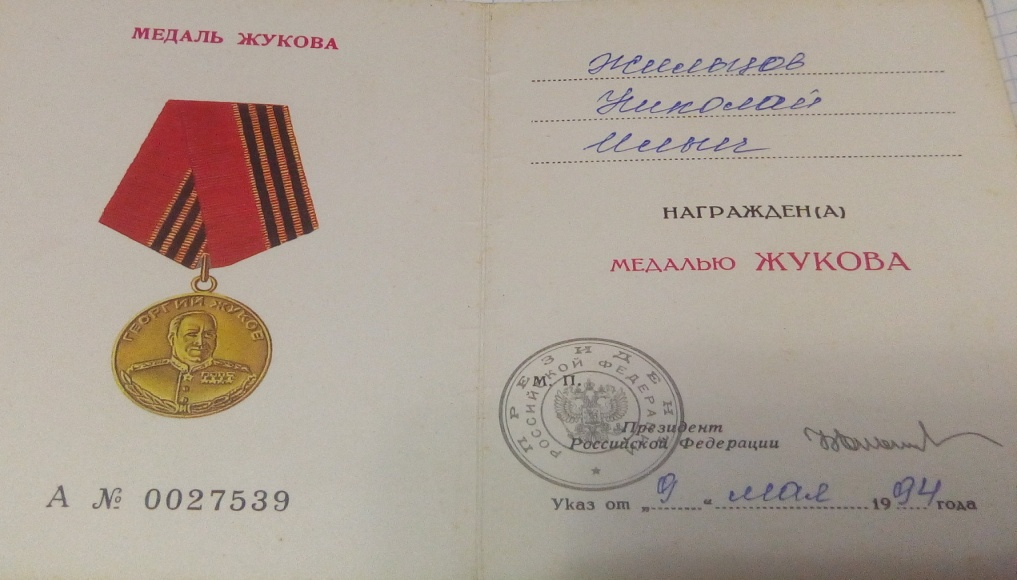 МЕДАЛЬ ЖУКОВА
ГЕОРГИЙ ЖУКОВ
А № 0027539
Жильцов
Николай
Ильич
НАГРАЖДЕН(А)
МЕДАЛЬЮ ЖУКОВА
ПРЕЗИДЕНТ
РОССИЙСКОЙ ФЕДЕРАЦИИ
М. П.
Президент
Российской Федерации
Указ от „ 9 “ мая 1994 года